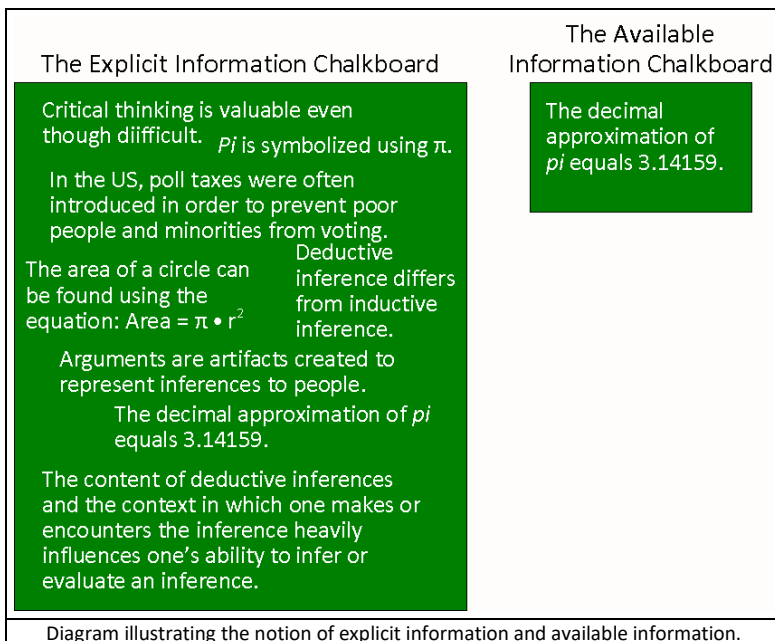 The Explicit Information Chalkboard
Critical thinking is valuable even
though diifficult.
Pi is symbolized using π.
In the US, poll taxes were often
introduced in order to prevent poor
people and minorities from voting.
The area of a circle can
be found using the
equation: Area = π • r²
Deductive
inference differs
from inductive
inference.
Arguments are artifacts created to
represent inferences to people.
The decimal approximation of pi
equals 3.14159.
The content of deductive inferences
and the context in which one makes or
encounters the inference heavily
influences one’s ability to infer or
evaluate an inference.
The Available
Information Chalkboard
The decimal
approximation of
pi equals 3.14159.
Diagram illustrating the notion of explicit information and available information.